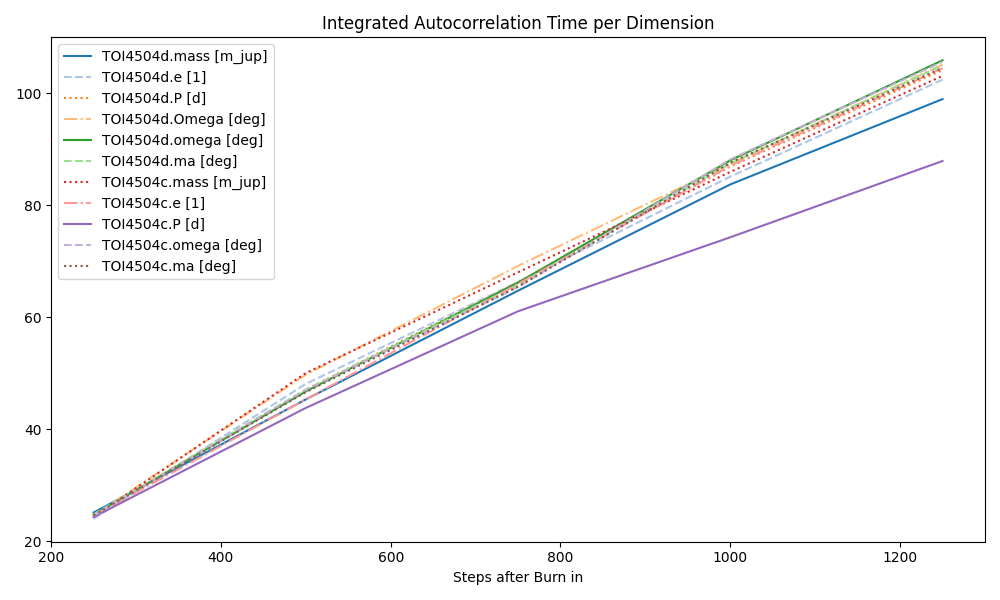 Integrated Autocorrelation Time per Dimension
TOI4504d.mass [m_jup]
TOI4504d.e [1]
TOI4504d.P [d]
TOI4504d.Omega [deg]
TOI4504d.omega [deg]
TOI4504d.ma [deg]
TOI4504c.mass [m_jup]
TOI4504c.e [1]
TOI4504c.P [d]
TOI4504c.omega [deg]
TOI4504c.ma [deg]
100
80
60
40
20
200 400 600 800 1000 1200
Steps after Burn in